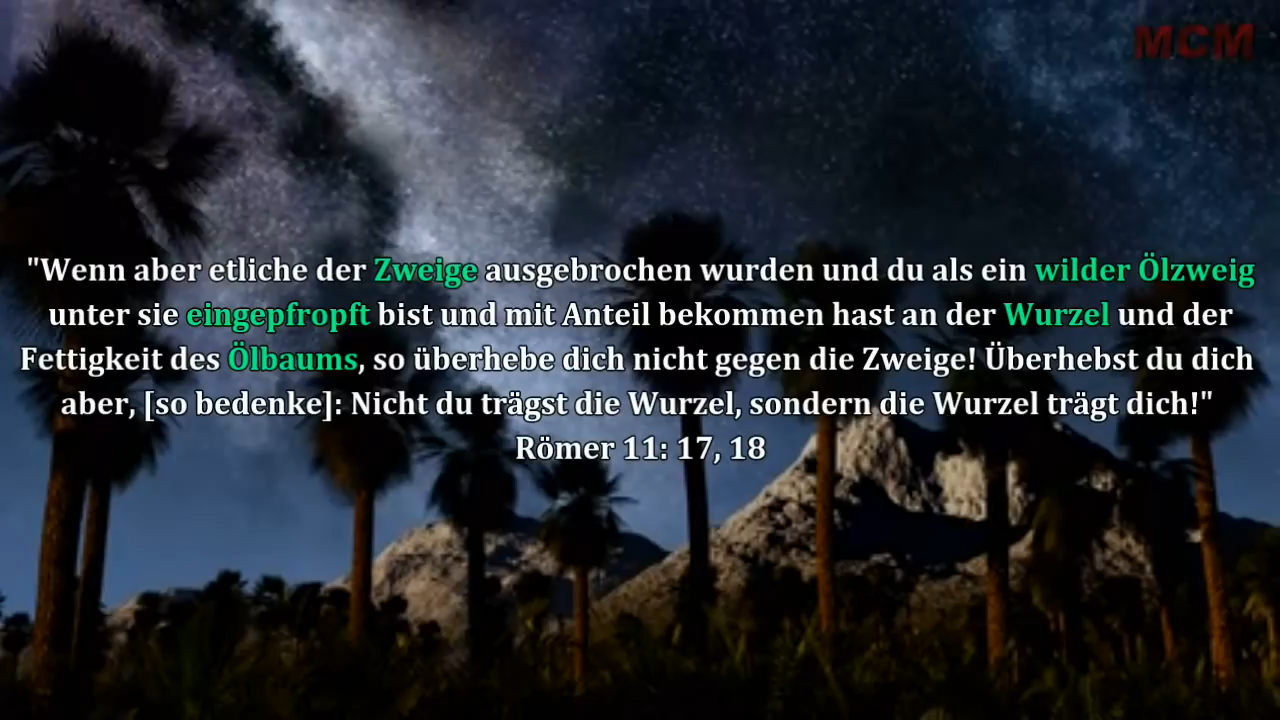 MCM
"Wenn aber etliche der Zweige ausgebrochen wurden und du als ein wilder Ölzweig
unter sie eingepfropft bist und mit Anteil bekommen hast an der Wurzel und der
Fettigkeit des Ölbaums, so überhebe dich nicht gegen die Zweige! Überhebst du dich
aber, [so bedenke]: Nicht du trägst die Wurzel, sondern die Wurzel trägt dich!"
Römer 11: 17, 18